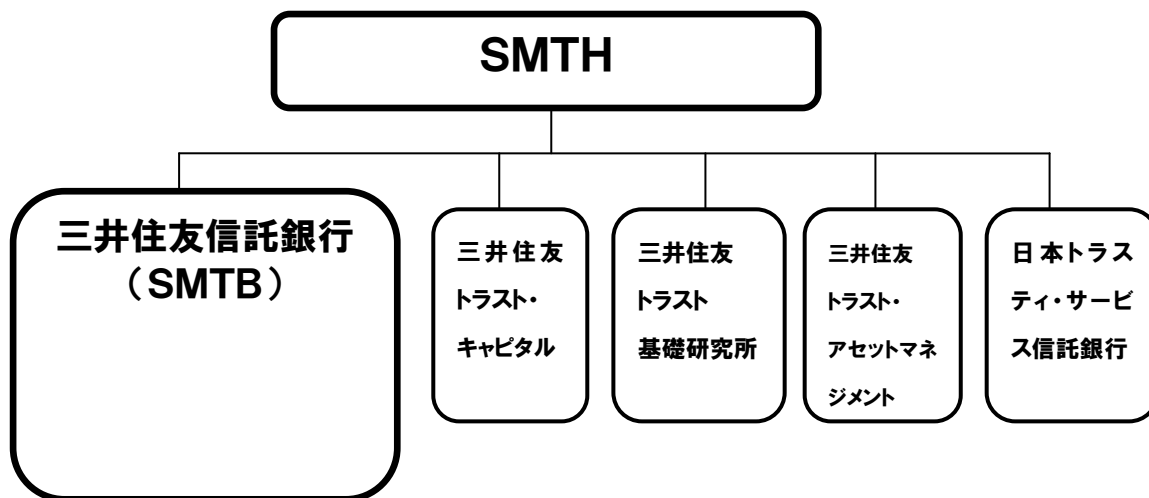 SMTH
三井住友信託銀行
（SMTB）
三井住友
トラスト・
キャピタル
三井住友
トラスト
基礎研究所
三井住友
トラスト・
アセットマネ
ジメント
日本トラス
ティ・サービ
ス信託銀行